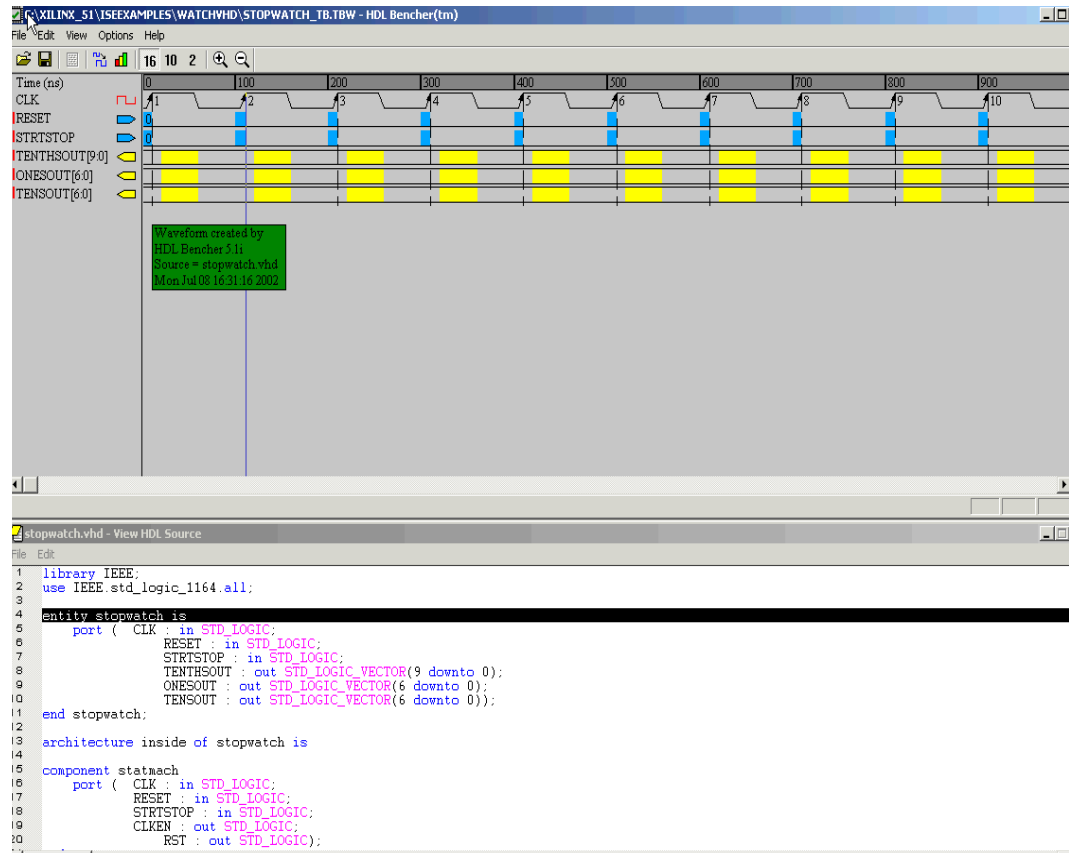 C:\XILINX_51\ISEEXAMPLES\WATCHVHD\STOPWATCH_TB.TBW - HDL Bencher(tm)
File Edit View Options Help
16 10 2
Time (ns) 0 100 200 300 400 500 600 700 800 900
CLK 1 2 3 4 5 6 7 8 9 10
RESET 0
STRTSTOP 0
TENTHSOUT[9:0]
ONESOUT[6:0]
TENSOUT[6:0]
Waveform created by
HDL Bencher 5.1i
Source = stopwatch.vhd
Mon Jul 08 16:31:16 2002
stopwatch.vhd - View HDL Source
File Edit
1 library IEEE;
2 use IEEE.std_logic_1164.all;
3
4 entity stopwatch is
5 port ( CLK : in STD_LOGIC;
6 RESET : in STD_LOGIC;
7 STRTSTOP : in STD_LOGIC;
8 TENTHSOUT : out STD_LOGIC_VECTOR(9 downto 0);
9 ONESOUT : out STD_LOGIC_VECTOR(6 downto 0);
10 TENSOUT : out STD_LOGIC_VECTOR(6 downto 0));
11 end stopwatch;
12
13 architecture inside of stopwatch is
14
15 component statmach
16 port ( CLK : in STD_LOGIC;
17 RESET : in STD_LOGIC;
18 STRTSTOP : in STD_LOGIC;
19 CLKEN : out STD_LOGIC;
20 RST : out STD_LOGIC);